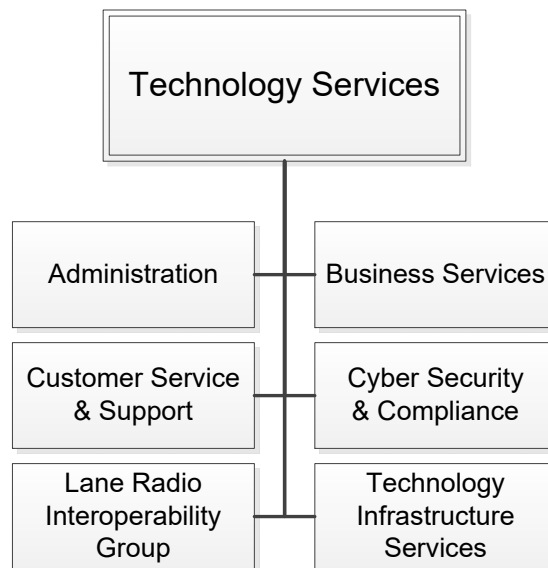 Technology Services
Administration
Business Services
Customer Service
& Support
Cyber Security
& Compliance
Lane Radio
Interoperability
Group
Technology
Infrastructure
Services